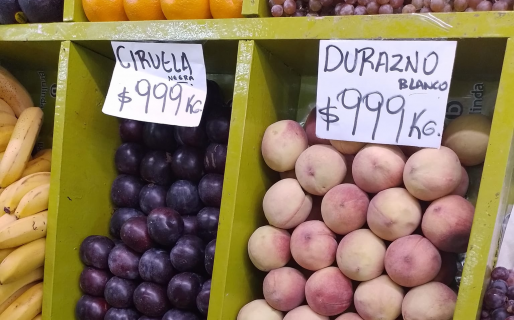 CIRUELA
NEGRA
$999 KG.
DURAZNO
BLANCO
$999 KG.